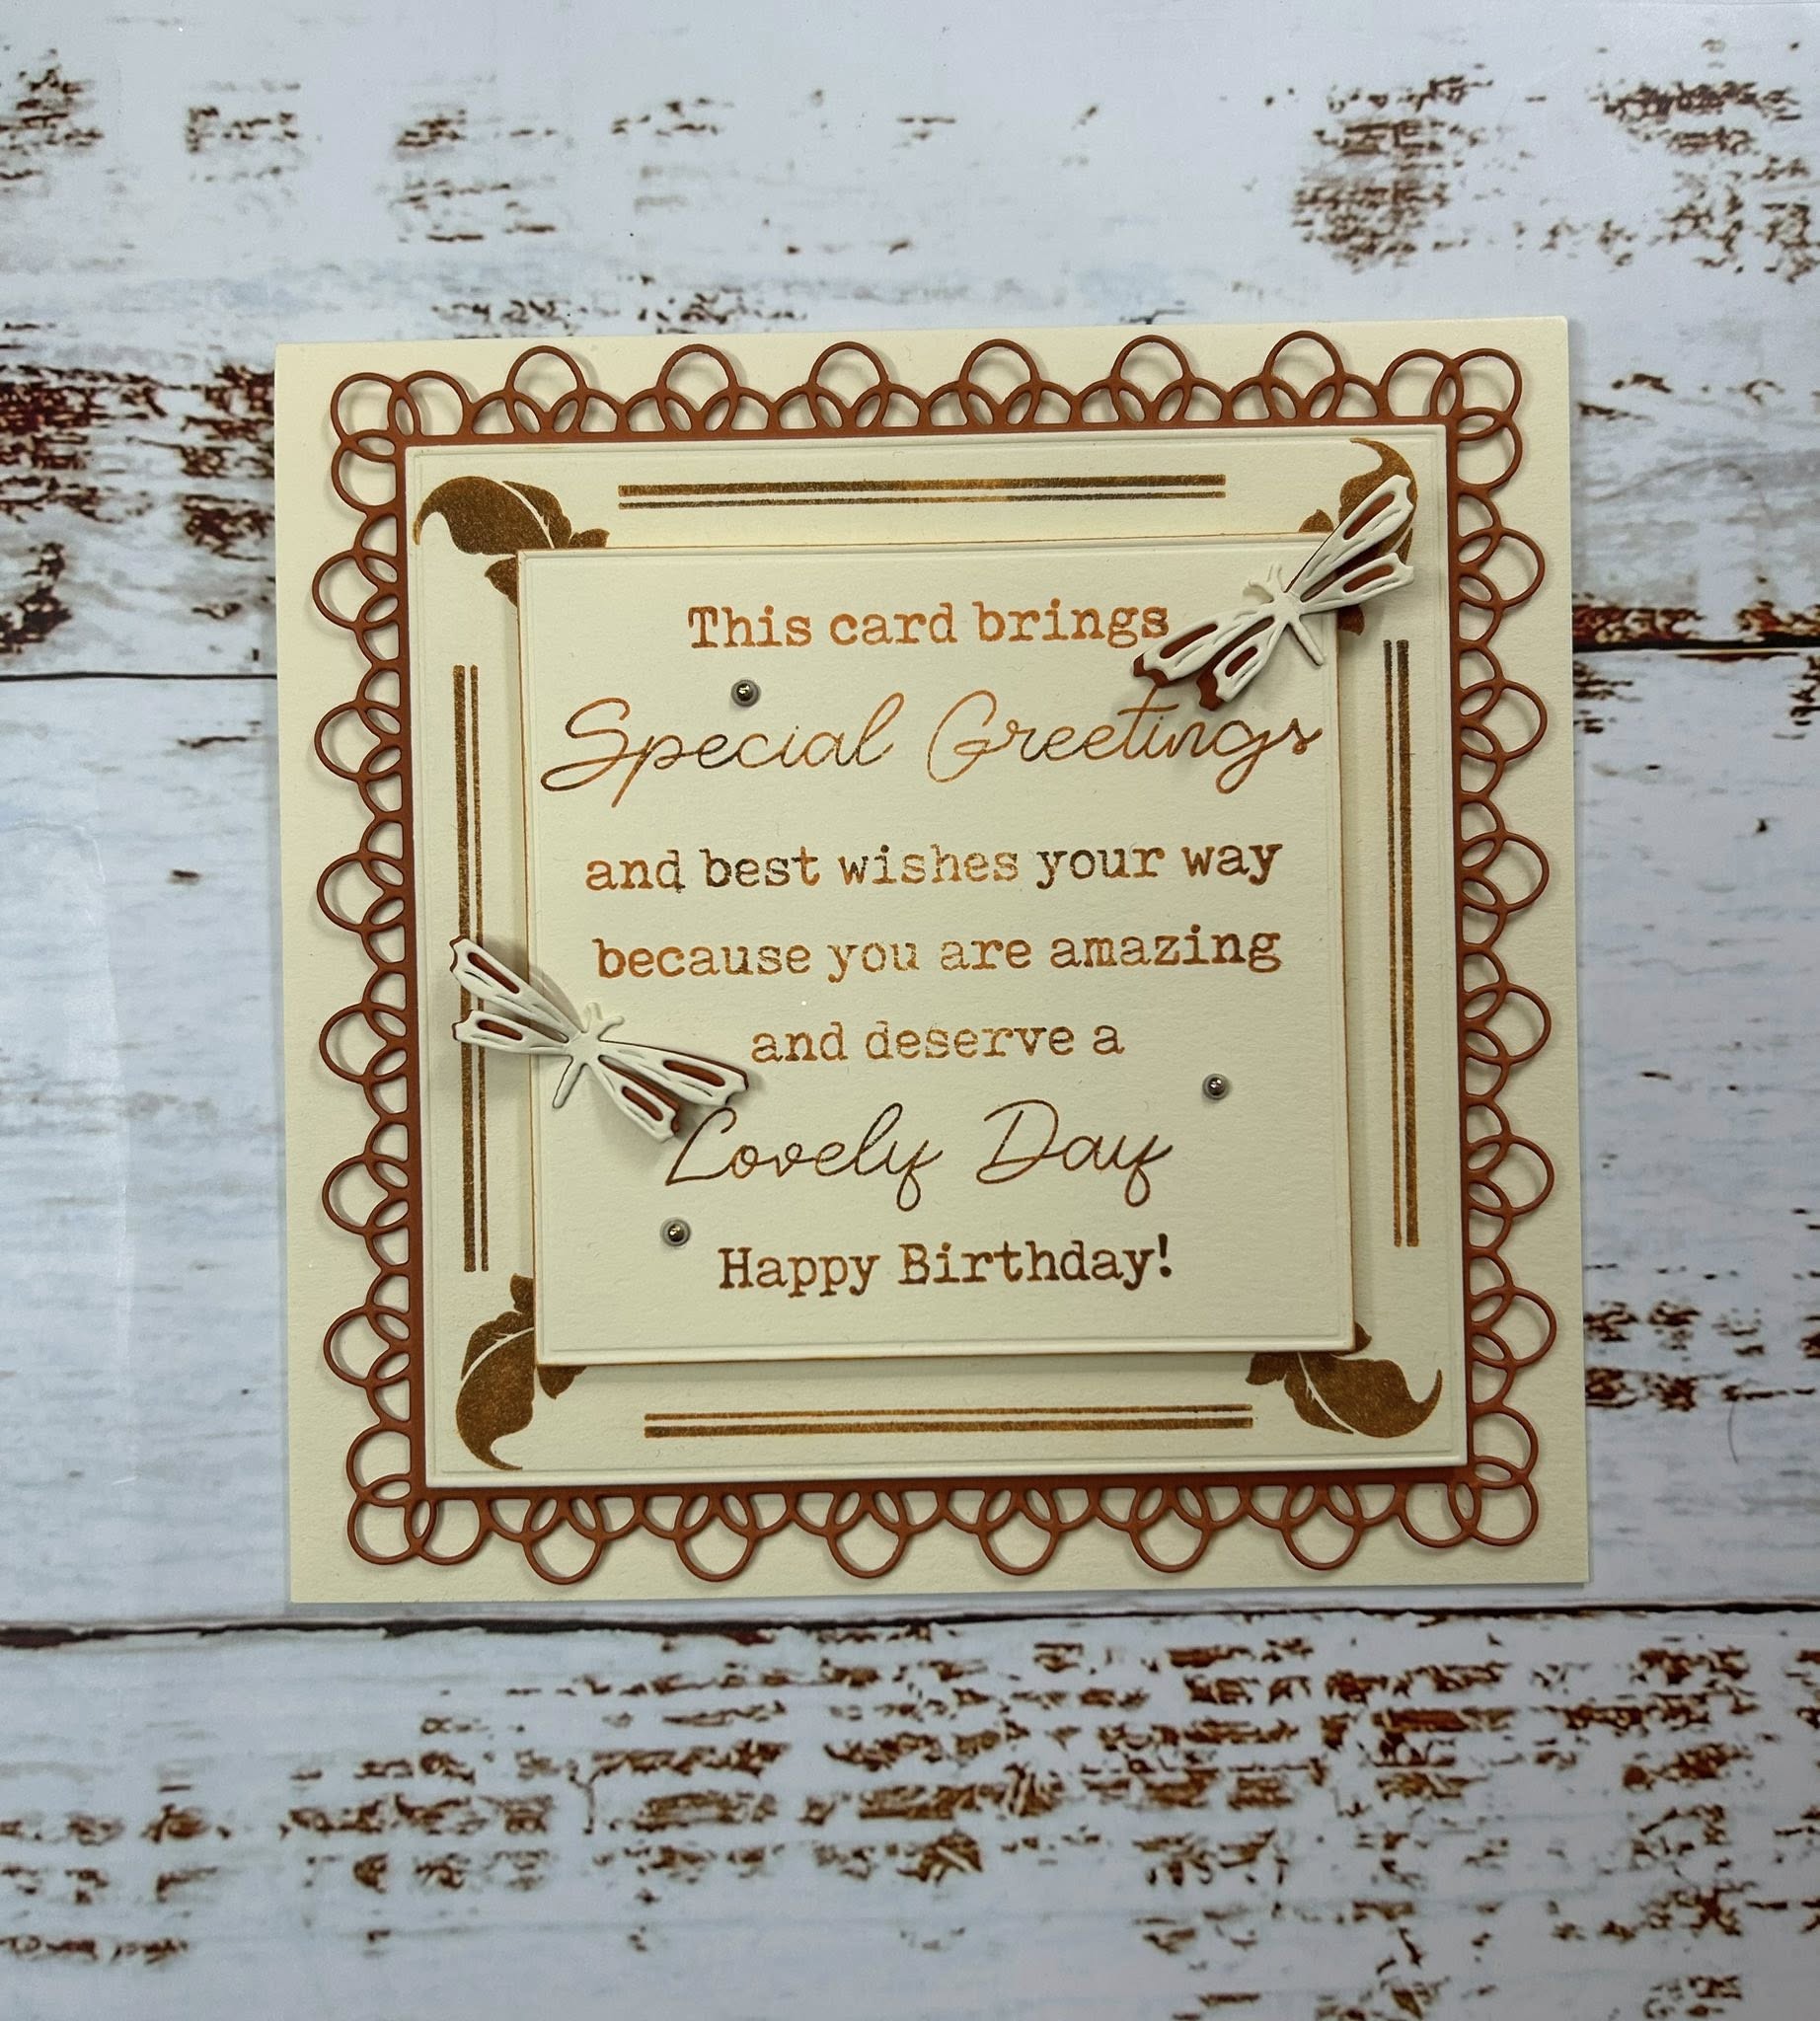 This card brings
Special Greetings
and best wishes your way
because you are amazing
and deserve a
Lovely Day
Happy Birthday!